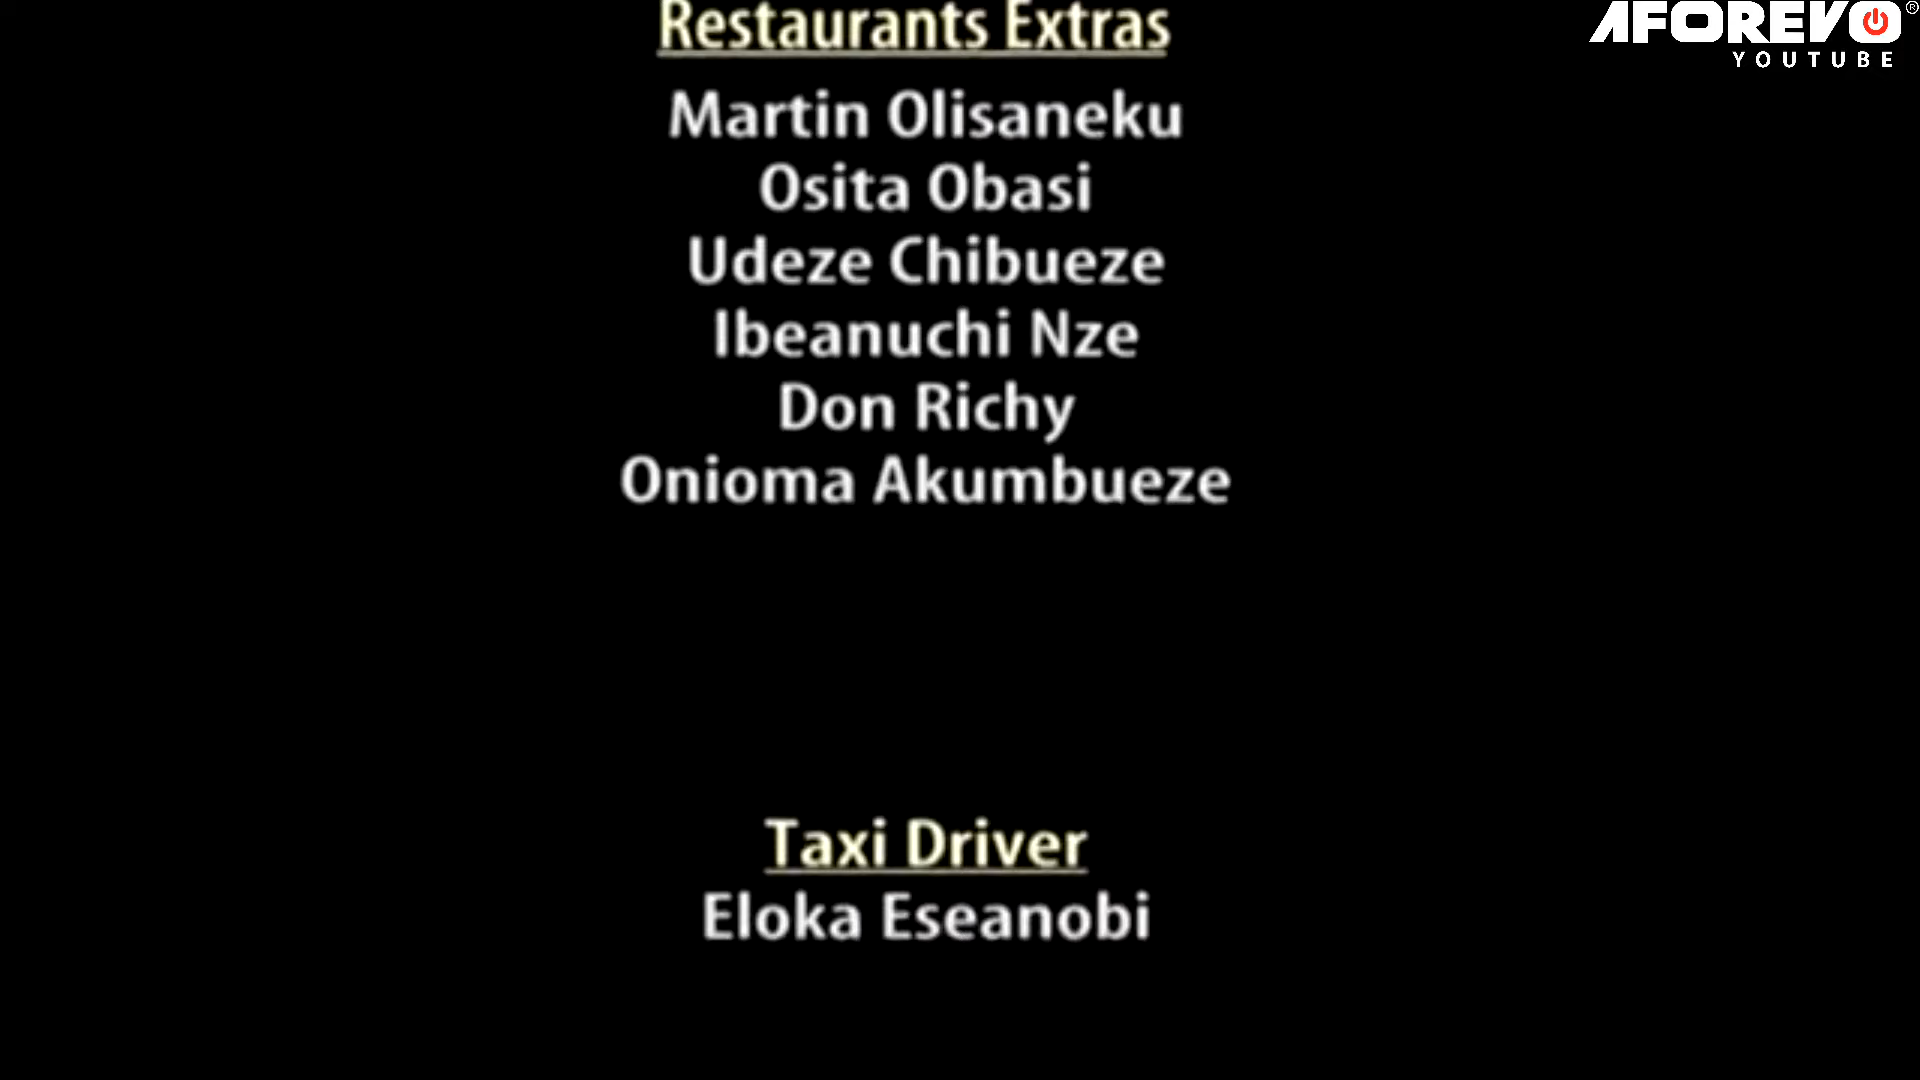 AFOREVO®
YOUTUBE
Restaurants Extras
Martin Olisaneku
Osita Obasi
Udeze Chibueze
Ibeanuchi Nze
Don Richy
Onioma Akumbueze
Taxi Driver
Eloka Eseanobi